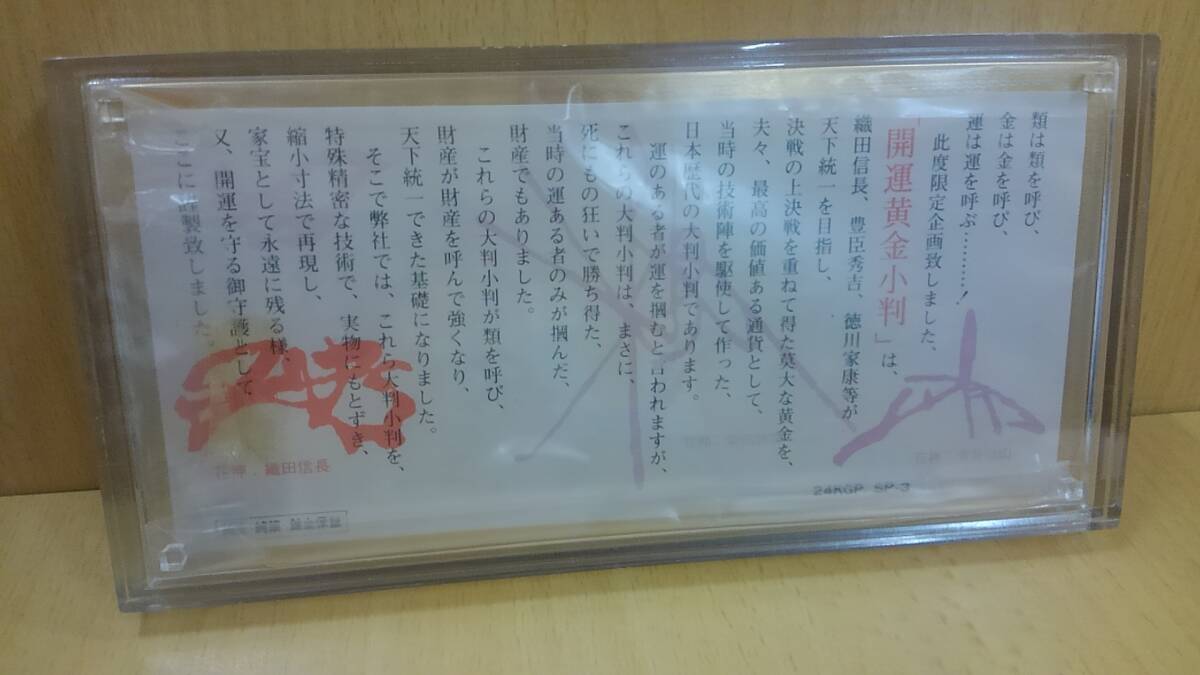 類は類を呼び、
金は金を呼び、
運は運を呼ぶ…………！
此度限定企画致しました、
「開運黄金小判」は、
織田信長、豊臣秀吉、徳川家康等が
天下統一を目指し、
決戦の上決戦を重ねて得た莫大な黄金を、
夫々、最高の価値ある通貨として、
当時の技術陣を駆使して作った、
日本歴代の大判小判であります。
運のある者が運を摑むと言われますが、
これらの大判小判は、まさに、
死にもの狂いで勝ち得た、
当時の運ある者のみが摑んだ、
財産でもありました。
これらの大判小判が類を呼び、
財産が財産を呼んで強くなり、
天下統一できた基礎になりました。
そこで弊社では、これら大判小判を、
特殊精密な技術で、実物にもとずき、
縮小寸法で再現し、
家宝として永遠に残る様、
又、開運を守る御守護として
ここに謹製致しました。
花押 織田信長
24KGP SP-3